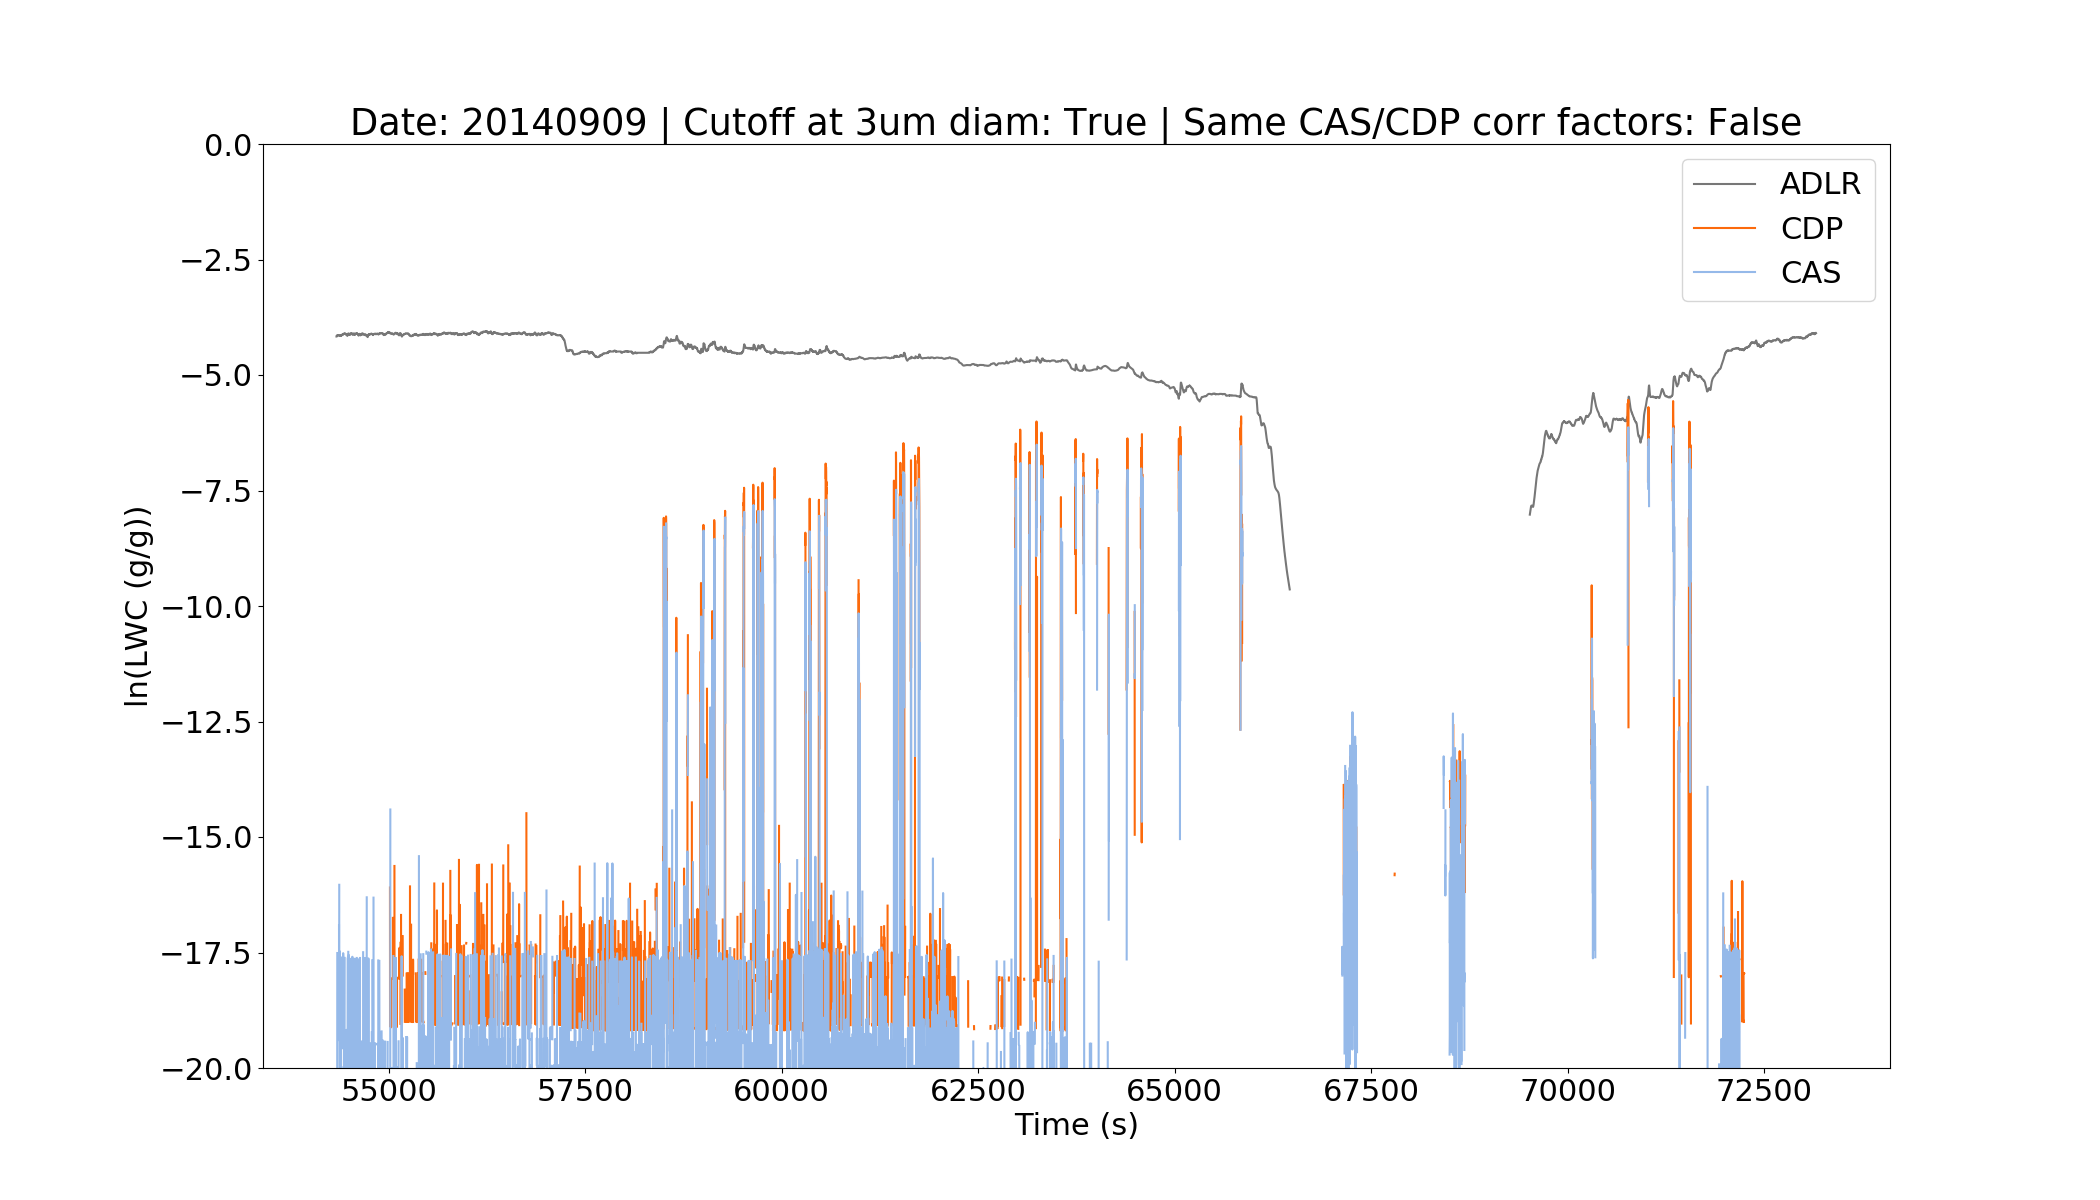 Date: 20140909 | Cutoff at 3um diam: True | Same CAS/CDP corr factors: False
ADLR
CDP
CAS
0.0
−2.5
−5.0
−7.5
−10.0
−12.5
−15.0
−17.5
−20.0
ln(LWC (g/g))
55000 57500 60000 62500 65000 67500 70000 72500
Time (s)